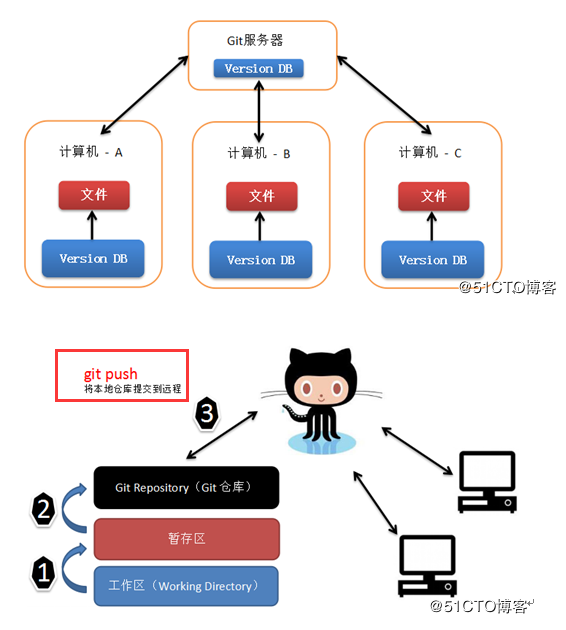 Git服务器
Version DB
计算机 - A
计算机 - B
计算机 - C
文件
文件
文件
Version DB
Version DB
Version DB
@51CTO博客
git push
将本地仓库提交到远程
3
Git Repository（Git 仓库）
2
暂存区
1
工作区（Working Directory）
@51CTO博客